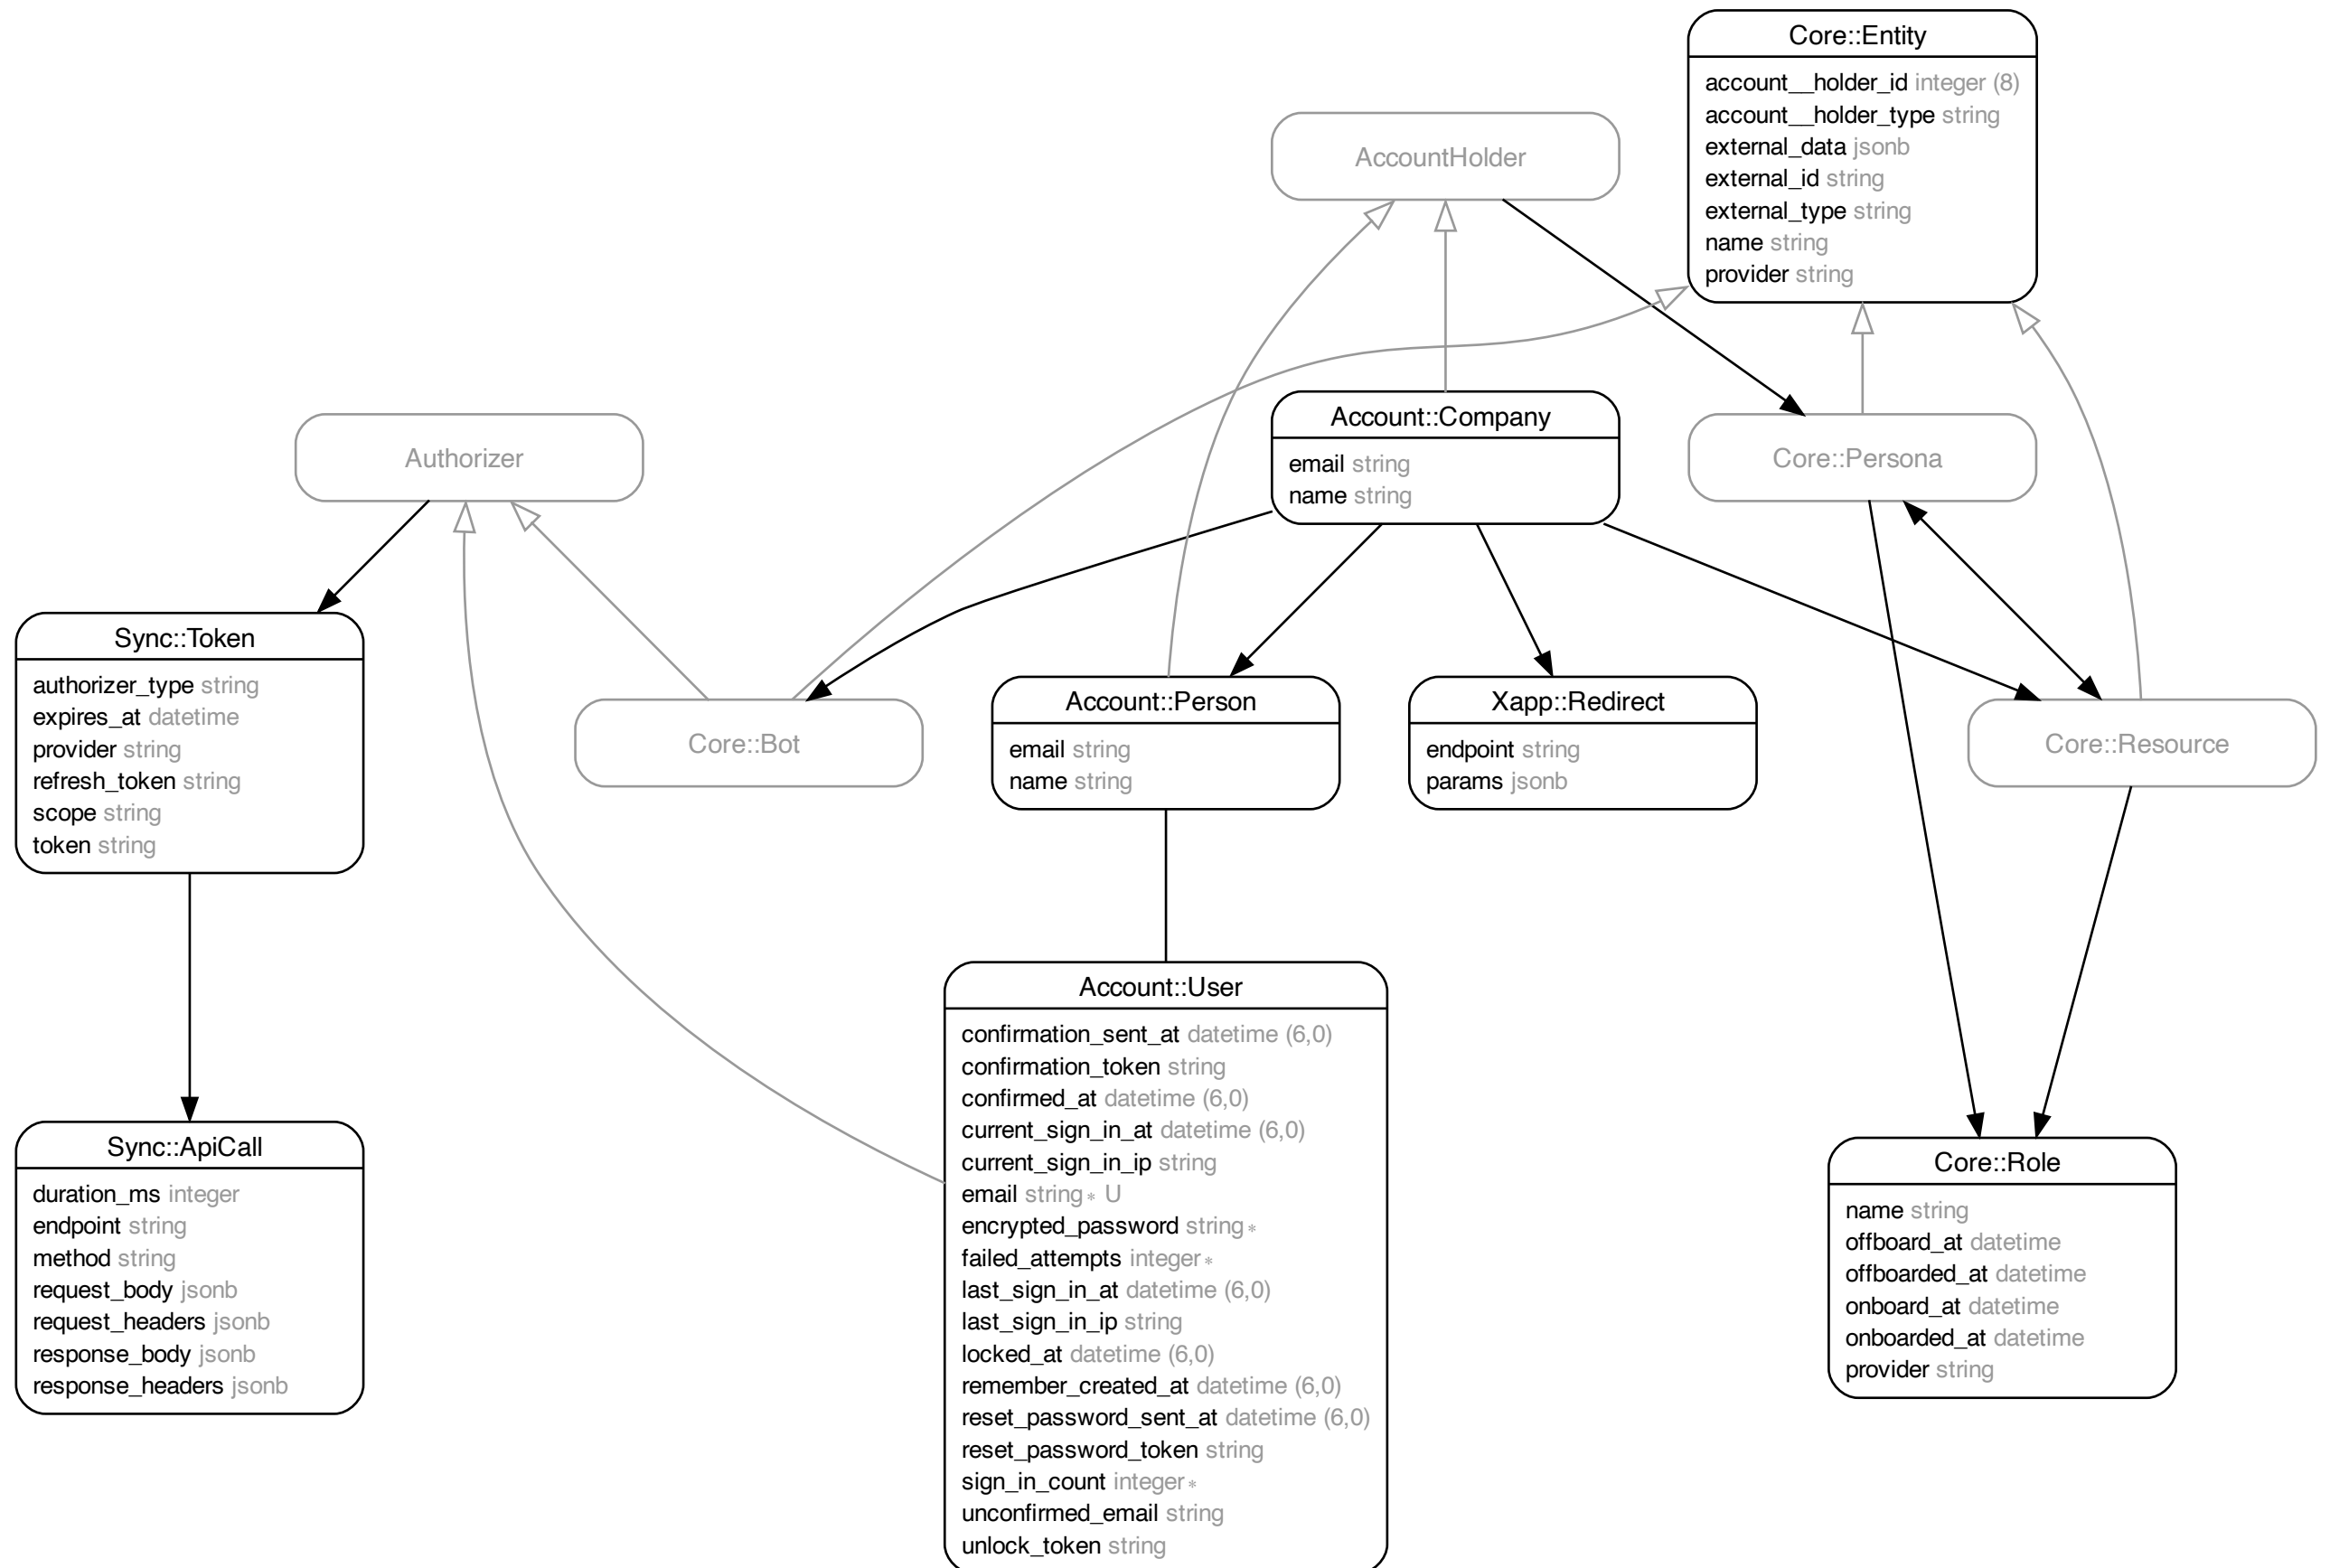 Core::Entity
account__holder_id integer (8)
account__holder_type string
external_data jsonb
external_id string
external_type string
name string
provider string
AccountHolder
Account::Company
email string
name string
Core::Persona
Authorizer
Sync::Token
authorizer_type string
expires_at datetime
provider string
refresh_token string
scope string
token string
Core::Bot
Account::Person
email string
name string
Xapp::Redirect
endpoint string
params jsonb
Core::Resource
Account::User
confirmation_sent_at datetime (6,0)
confirmation_token string
confirmed_at datetime (6,0)
current_sign_in_at datetime (6,0)
current_sign_in_ip string
email string* U
encrypted_password string*
failed_attempts integer*
last_sign_in_at datetime (6,0)
last_sign_in_ip string
locked_at datetime (6,0)
remember_created_at datetime (6,0)
reset_password_sent_at datetime (6,0)
reset_password_token string
sign_in_count integer*
unconfirmed_email string
unlock_token string
Sync::ApiCall
duration_ms integer
endpoint string
method string
request_body jsonb
request_headers jsonb
response_body jsonb
response_headers jsonb
Core::Role
name string
offboard_at datetime
offboarded_at datetime
onboard_at datetime
onboarded_at datetime
provider string